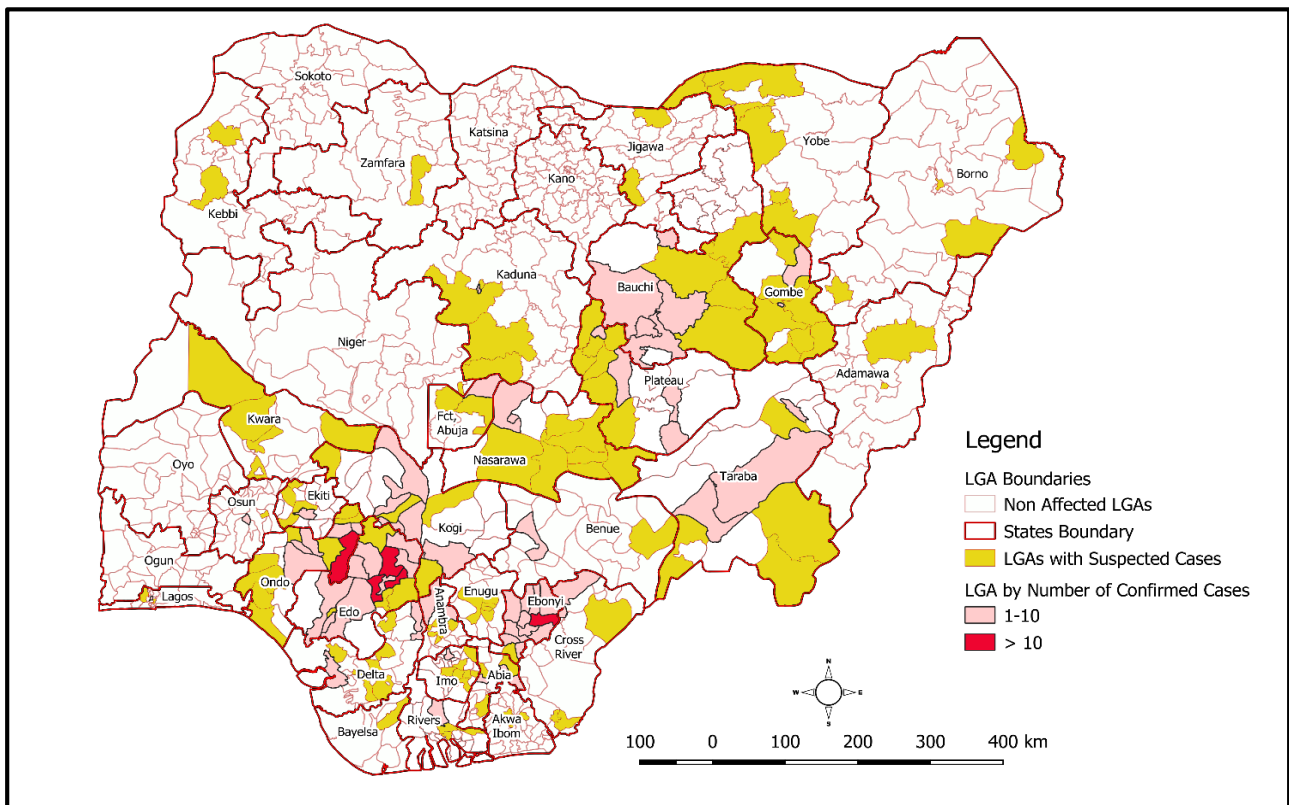 Sokoto
Katsina
Jigawa
Yobe
Borno
Zamfara
Kano
Kebbi
Kaduna
Bauchi
Gombe
Niger
Plateau
Adamawa
Kwara
Fct,
Abuja
Nasarawa
Taraba
Oyo
Osun
Ekiti
Kogi
Benue
Ogun
Lagos
Ondo
Edo
Anambra
Enugu
Ebonyi
Cross
River
Delta
Imo
Abia
Bayelsa
Rivers
Akwa
Ibom
Legend
LGA Boundaries
Non Affected LGAs
States Boundary
LGAs with Suspected Cases
LGA by Number of Confirmed Cases
1-10
> 10
N
W
E
S
100 0 100 200 300 400 km